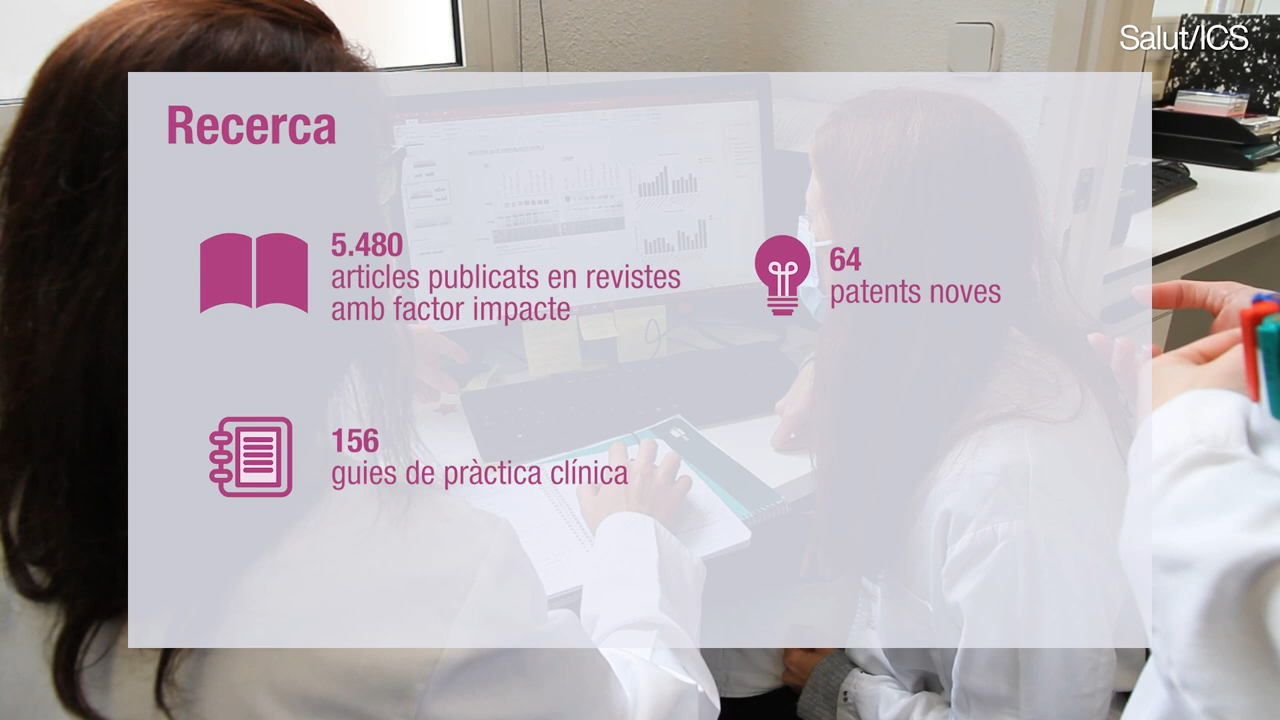 Salut/ICS
Recerca
5.480
articles publicats en revistes
amb factor impacte
64
patents noves
156
guies de pràctica clínica